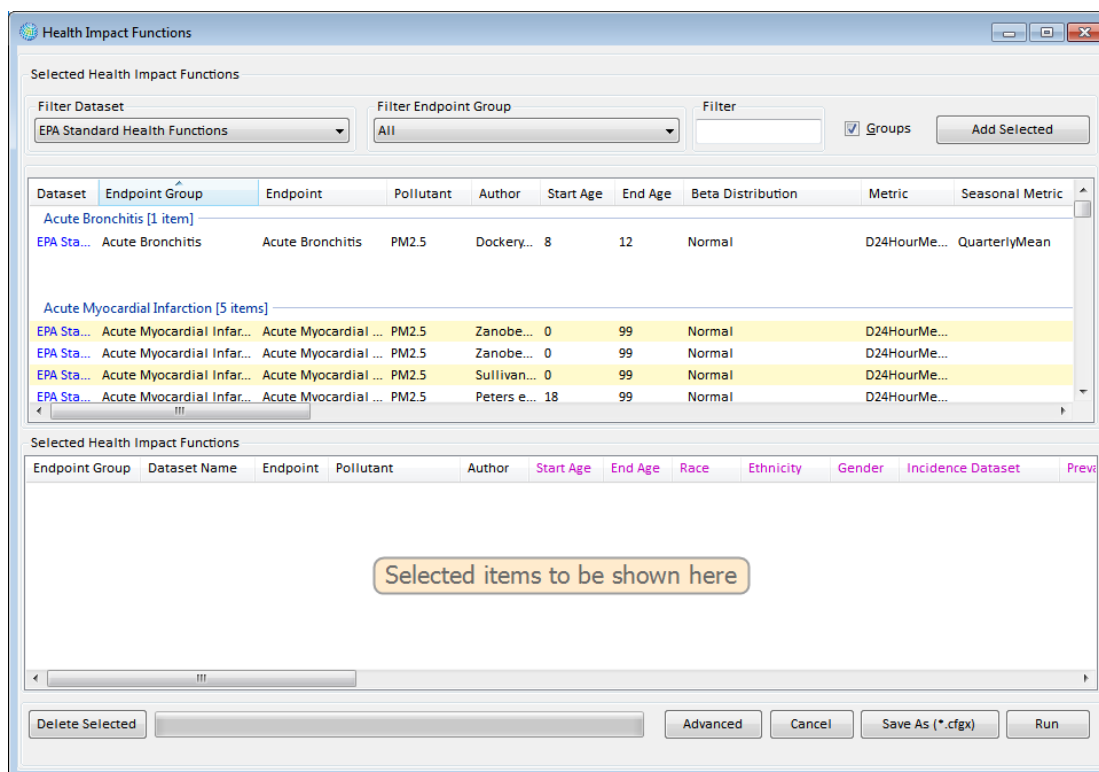 Health Impact Functions
Selected Health Impact Functions
Filter Dataset Filter Endpoint Group Filter
EPA Standard Health Functions All Groups Add Selected
Dataset Endpoint Group Endpoint Pollutant Author Start Age End Age Beta Distribution Metric Seasonal Metric
Acute Bronchitis [1 item]
EPA Sta... Acute Bronchitis Acute Bronchitis PM2.5 Dockery... 8 12 Normal D24HourMe... QuarterlyMean
Acute Myocardial Infarction [5 items]
EPA Sta... Acute Myocardial Infar... Acute Myocardial ... PM2.5 Zanobe... 0 99 Normal D24HourMe...
EPA Sta... Acute Myocardial Infar... Acute Myocardial ... PM2.5 Zanobe... 0 99 Normal D24HourMe...
EPA Sta... Acute Myocardial Infar... Acute Myocardial ... PM2.5 Sullivan... 0 99 Normal D24HourMe...
EPA Sta... Acute Myocardial Infar... Acute Myocardial ... PM2.5 Peters e... 18 99 Normal D24HourMe...
Selected Health Impact Functions
Endpoint Group Dataset Name Endpoint Pollutant Author Start Age End Age Race Ethnicity Gender Incidence Dataset Preva
Selected items to be shown here
Delete Selected Advanced Cancel Save As (*.cfgx) Run